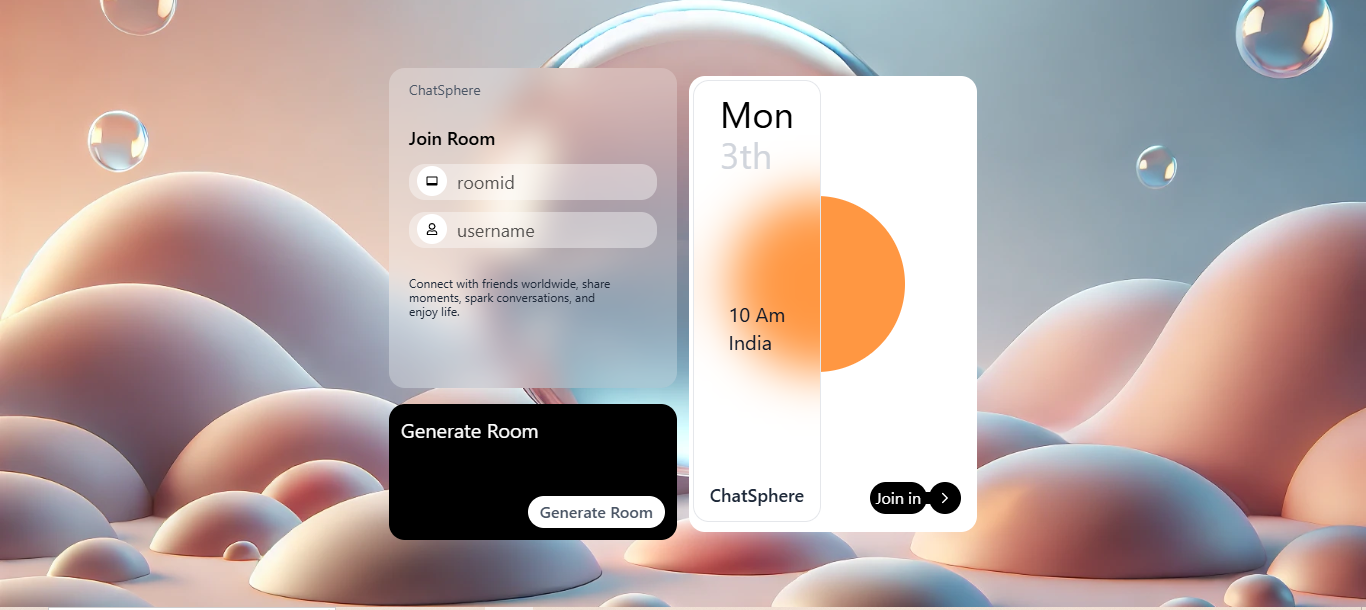 ChatSphere
Join Room
roomid
username
Connect with friends worldwide, share
moments, spark conversations, and
enjoy life.
Generate Room
Generate Room
Mon
3th
10 Am
India
ChatSphere
Join in